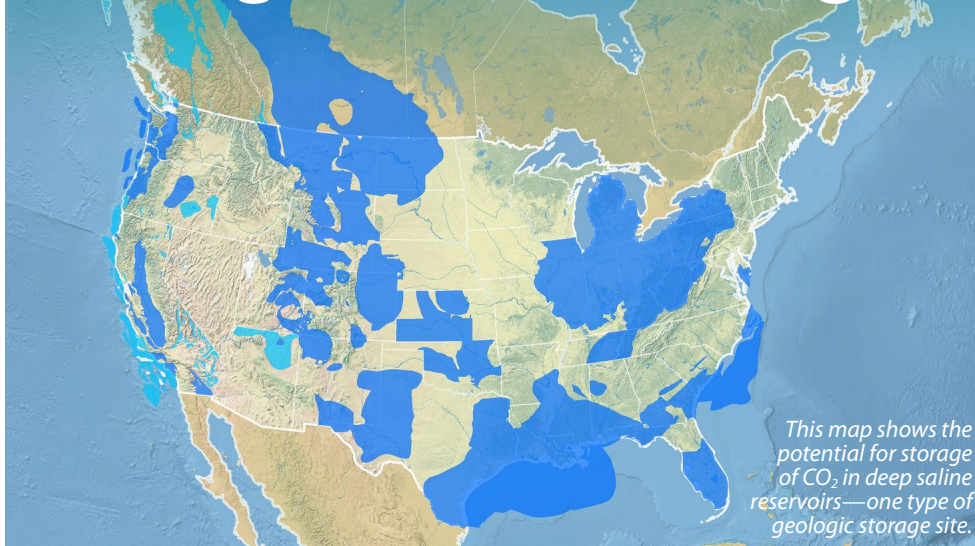 This map shows the
potential for storage
of CO₂ in deep saline
reservoirs—one type of
geologic storage site.